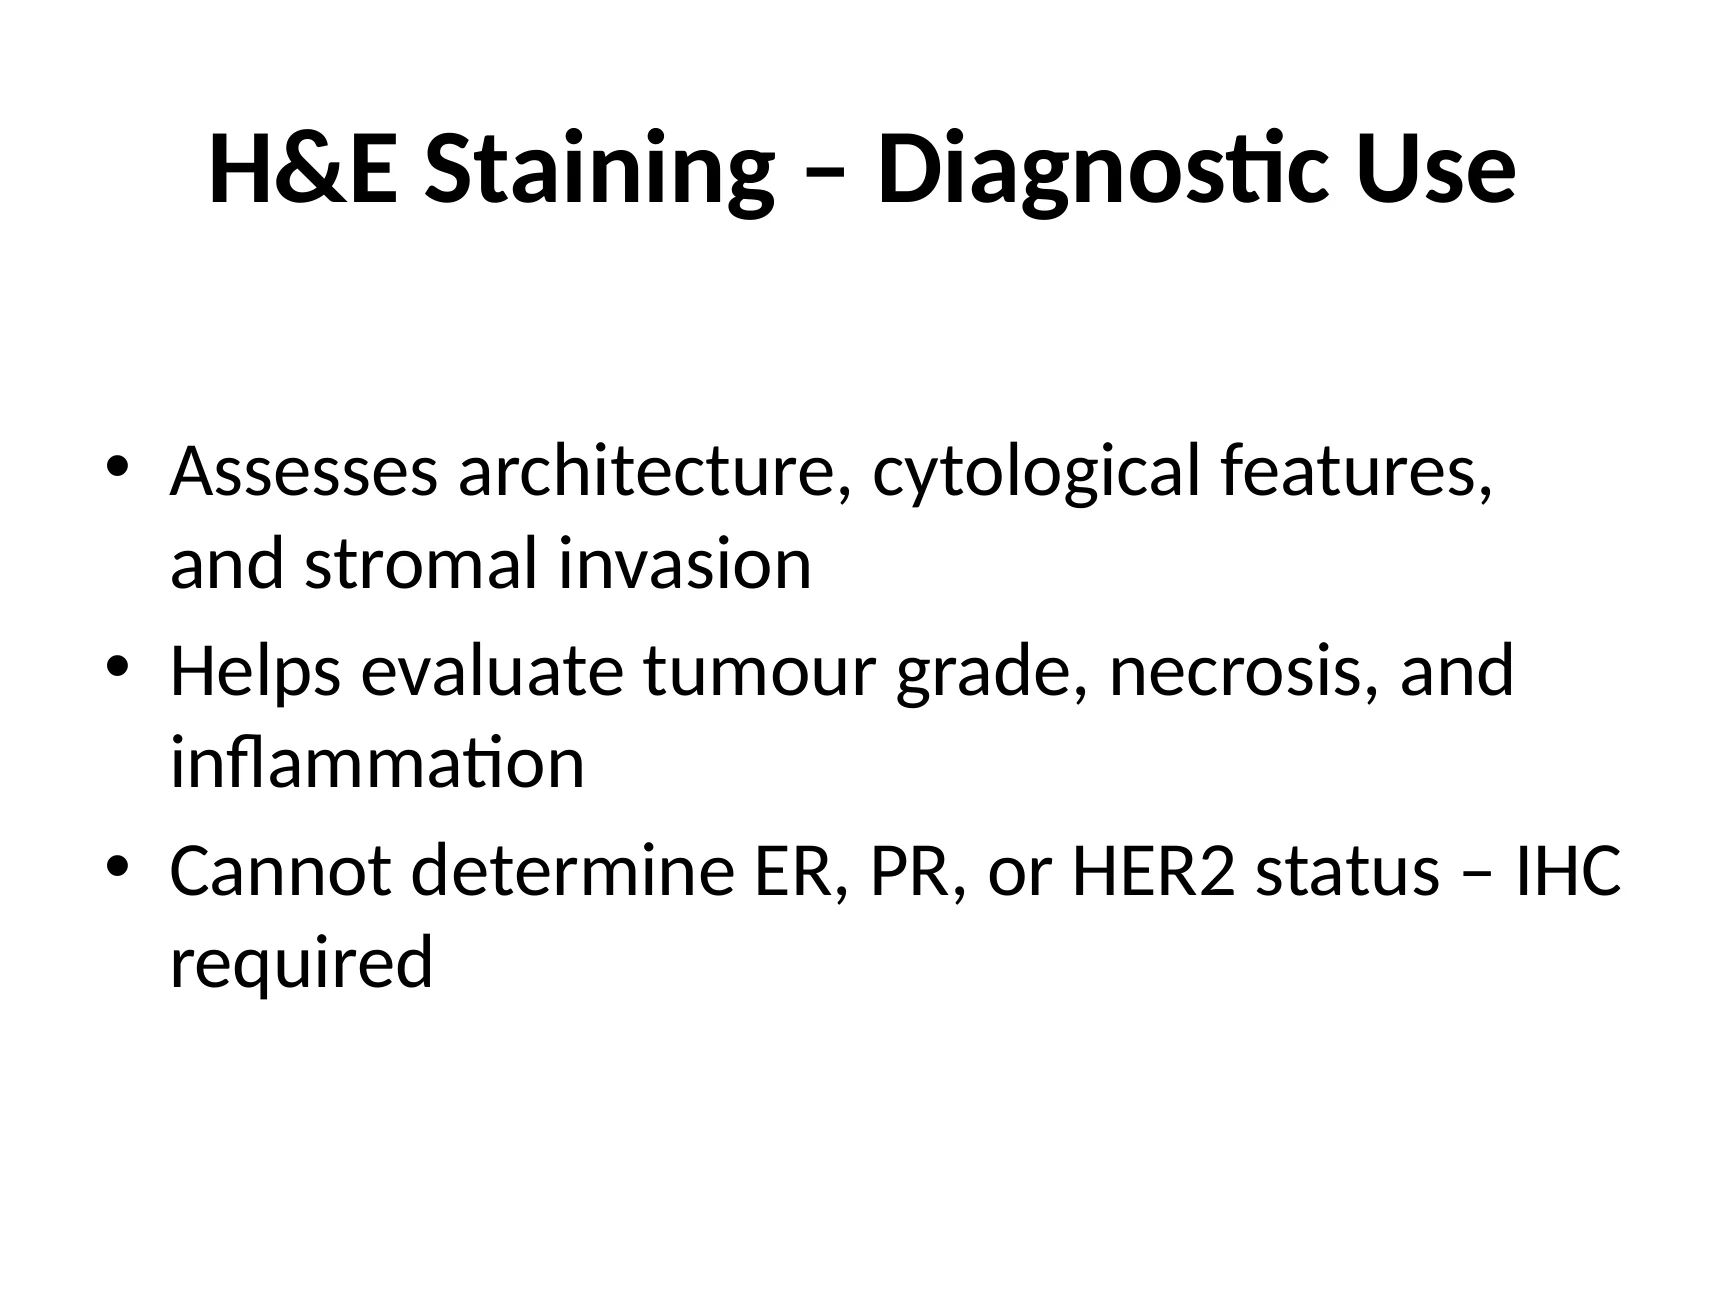 H&E Staining – Diagnostic Use
• Assesses architecture, cytological features,
and stromal invasion
• Helps evaluate tumour grade, necrosis, and
inflammation
• Cannot determine ER, PR, or HER2 status – IHC
required